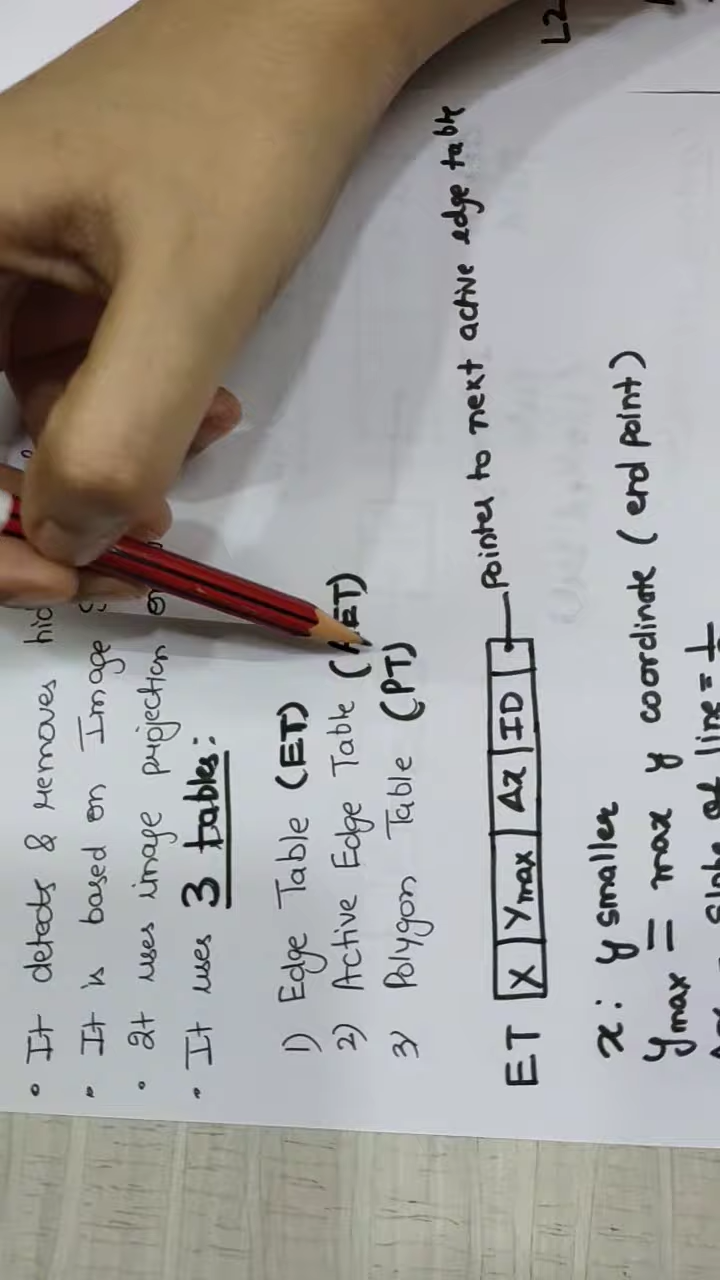 • It detects & removes
• It is based on Image
• It uses image projection
• It uses 3 tables:
1) Edge Table (ET)
2) Active Edge Table (AET)
3) Polygon Table (PT)
ET X Ymax Δx ID pointer to next active edge table
x: y smaller
Ymax = max y coordinate (end point)
Slope of line = 1
L2